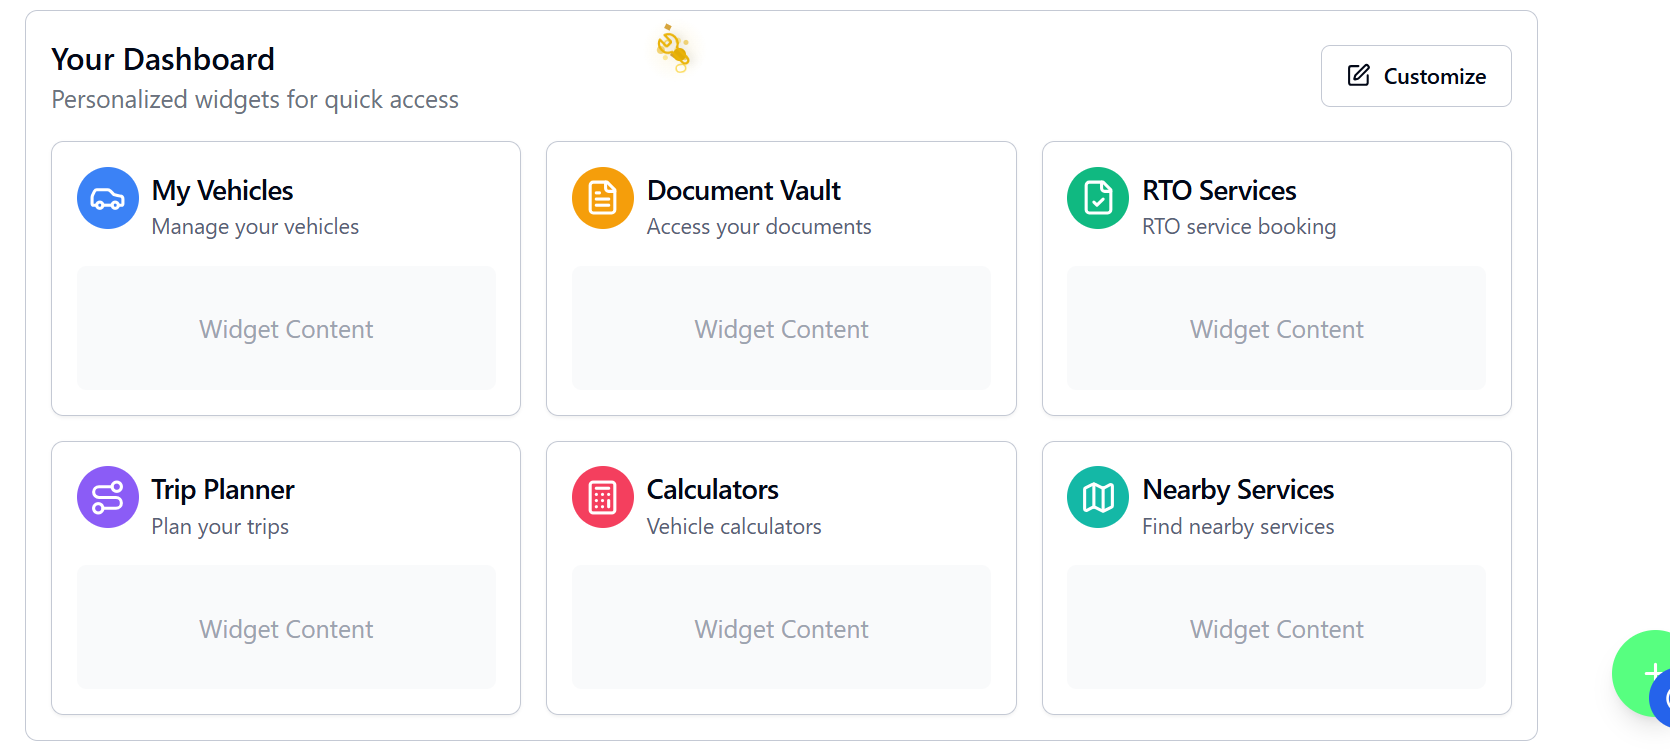 Your Dashboard
Personalized widgets for quick access
Customize
My Vehicles
Manage your vehicles
Widget Content
Document Vault
Access your documents
Widget Content
RTO Services
RTO service booking
Widget Content
Trip Planner
Plan your trips
Widget Content
Calculators
Vehicle calculators
Widget Content
Nearby Services
Find nearby services
Widget Content